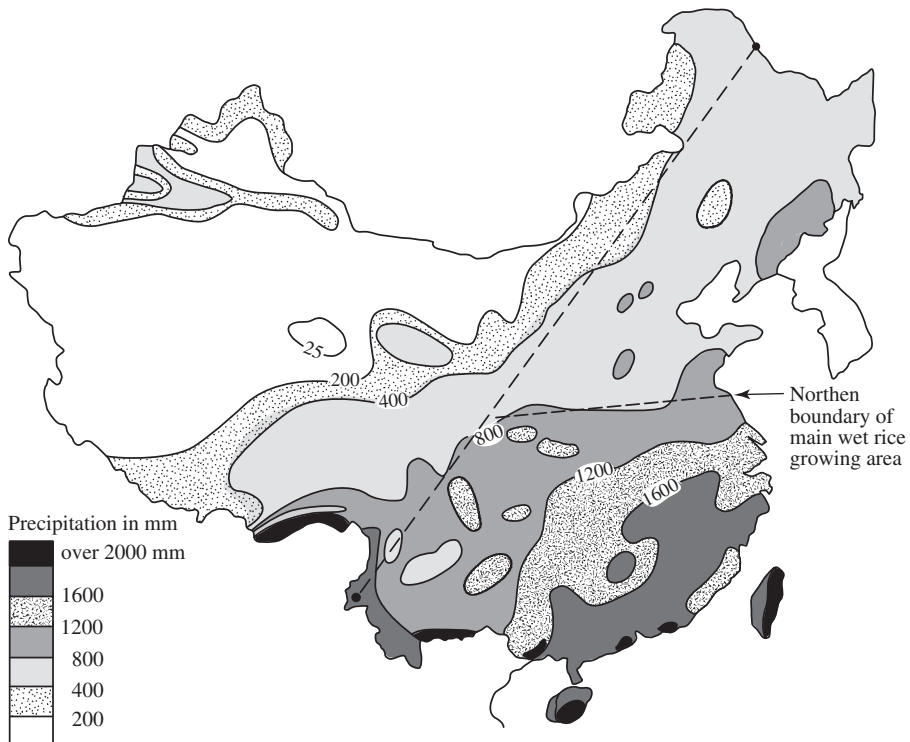 25
200
400
800
1200
1600
Northen
boundary of
main wet rice
growing area
Precipitation in mm
over 2000 mm
1600
1200
800
400
200